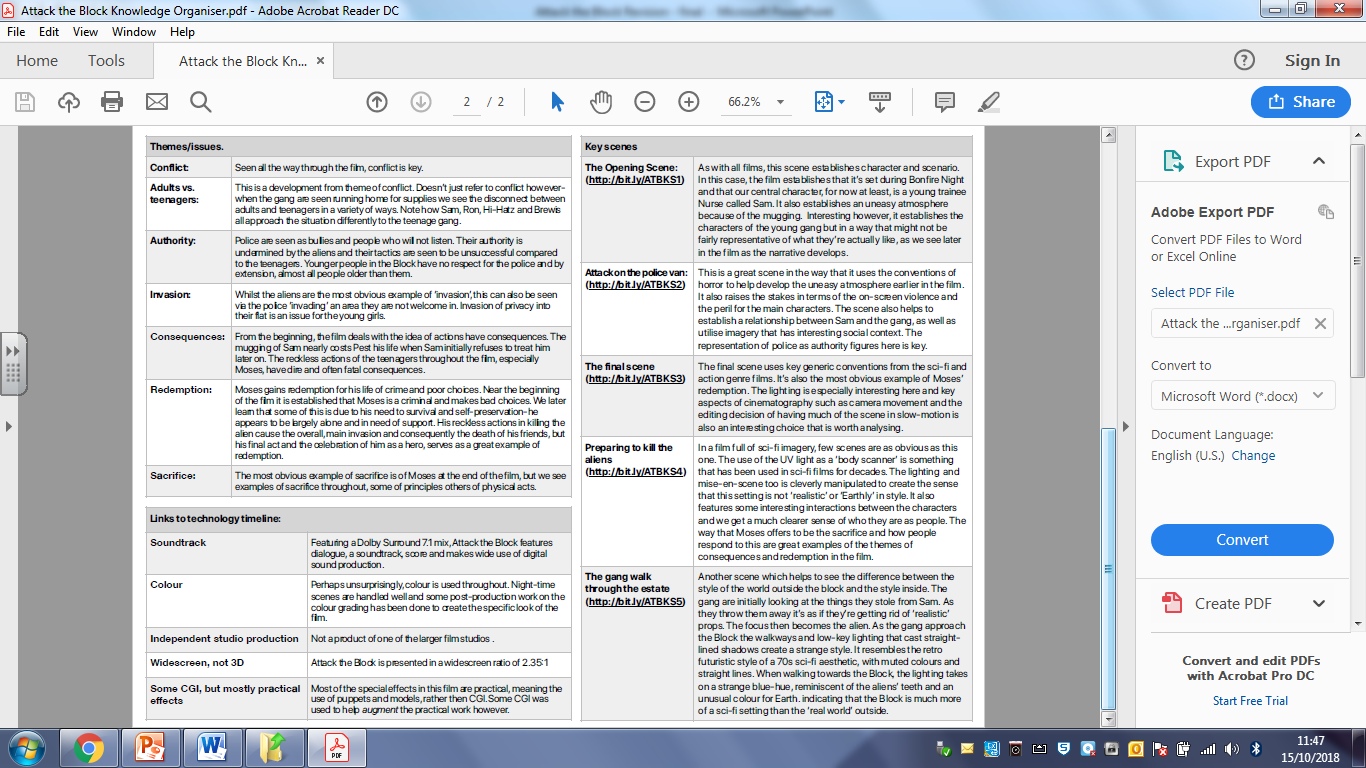 Attack the Block Knowledge Organiser.pdf - Adobe Acrobat Reader DC
File Edit View Window Help
Home Tools Attack the Block Kn... × Sign In
2 / 2 66.2% Share
Themes/issues.
Conflict: Seen all the way through the film, conflict is key.
Adults vs. teenagers: This is a development from theme of conflict. Doesn't just refer to conflict however-
when the gang are seen running home for supplies we see the disconnect between
adults and teenagers in a variety of ways. Note how Sam, Ron, Hi-Hatz and Brewis
all approach the situation differently to the teenage gang.
Authority: Police are seen as bullies and people who will not listen. Their authority is
undermined by the aliens and their tactics are seen to be unsuccessful compared
to the teenagers. Younger people in the Block have no respect for the police and by
extension, almost all people older than them.
Invasion: Whilst the aliens are the most obvious example of 'invasion', this can also be seen
via the police 'invading' an area they are not welcome in. Invasion of privacy into
their flat is an issue for the young girls.
Consequences: From the beginning, the film deals with the idea of actions have consequences. The
mugging of Sam nearly costs Pest his life when Sam initially refuses to treat him
later on. The reckless actions of the teenagers throughout the film, especially
Moses, have dire and often fatal consequences.
Redemption: Moses gains redemption for his life of crime and poor choices. Near the beginning
of the film it is established that Moses is a criminal and makes bad choices. We later
learn that some of this is due to his need to survival and self-preservation-he
appears to be largely alone and in need of support. His reckless actions in killing the
alien cause the overall, main invasion and consequently the death of his friends, but
his final act and the celebration of him as a hero, serves as a great example of
redemption.
Sacrifice: The most obvious example of sacrifice is of Moses at the end of the film, but we see
examples of sacrifice throughout, some of principles others of physical acts.
Links to technology timeline:
Soundtrack Featuring a Dolby Surround 7.1 mix, Attack the Block features
dialogue, a soundtrack, score and makes wide use of digital
sound production.
Colour Perhaps unsurprisingly, colour is used throughout. Night-time
scenes are handled well and some post-production work on the
colour grading has been done to create the specific look of the
film.
Independent studio production Not a product of one of the larger film studios .
Widescreen, not 3D Attack the Block is presented in a widescreen ratio of 2.35:1
Some CGI, but mostly practical effects Most of the special effects in this film are practical, meaning the
use of puppets and models, rather then CGI. Some CGI was
used to help augment the practical work however.
Key scenes
The Opening Scene: As with all films, this scene establishes character and scenario.
(http://bit.ly/ATBKS1) In this case, the film establishes that it's set during Bonfire Night
and that our central character, for now at least, is a young trainee
Nurse called Sam. It also establishes an uneasy atmosphere
because of the mugging. Interesting however, it establishes the
characters of the young gang but in a way that might not be
fairly representative of what they're actually like, as we see later
in the film as the narrative develops.
Attack on the police van: This is a great scene in the way that it uses the conventions of
(http://bit.ly/ATBKS2) horror to help develop the uneasy atmosphere earlier in the film.
It also raises the stakes in terms of the on-screen violence and
the peril for the main characters. The scene also helps to
establish a relationship between Sam and the gang, as well as
utilise imagery that has interesting social context. The
representation of police as authority figures here is key.
The final scene The final scene uses key generic conventions from the sci-fi and
(http://bit.ly/ATBKS3) action genre films. It's also the most obvious example of Moses'
redemption. The lighting is especially interesting here and key
aspects of cinematography such as camera movement and the
editing decision of having much of the scene in slow-motion is
also an interesting choice that is worth analysing.
Preparing to kill the In a film full of sci-fi imagery, few scenes are as obvious as this
aliens one. The use of the UV light as a 'body scanner' is something
(http://bit.ly/ATBKS4) that has been used in sci-fi films for decades. The lighting and
mise-en-scene too is cleverly manipulated to create the sense
that this setting is not 'realistic' or 'Earthly' in style. It also
features some interesting interactions between the characters
and we get a much clearer sense of who they are as people. The
way that Moses offers to be the sacrifice and how people
respond to this are great examples of the themes of
consequences and redemption in the film.
The gang walk Another scene which helps to see the difference between the
through the estate style of the world outside the block and the style inside. The
(http://bit.ly/ATBKS5) gang are initially looking at the things they stole from Sam. As
they throw them away it's as if they're getting rid of 'realistic'
props. The focus then becomes the alien. As the gang approach
the Block the walkways and low-key lighting that cast straight-
lined shadows create a strange style. It resembles the retro
futuristic style of a 70s sci-fi aesthetic, with muted colours and
straight lines. When walking towards the Block, the lighting takes
on a strange blue-hue, reminiscent of the aliens' teeth and an
unusual colour for Earth. indicating that the Block is much more
of a sci-fi setting than the 'real world' outside.
Export PDF
Adobe Export PDF
Convert PDF Files to Word
or Excel Online
Select PDF File
Attack the ...rganiser.pdf ×
Convert to
Microsoft Word (*.docx)
Document Language:
English (U.S.) Change
Convert
Create PDF
Convert and edit PDFs
with Acrobat Pro DC
Start Free Trial
11:47
15/10/2018